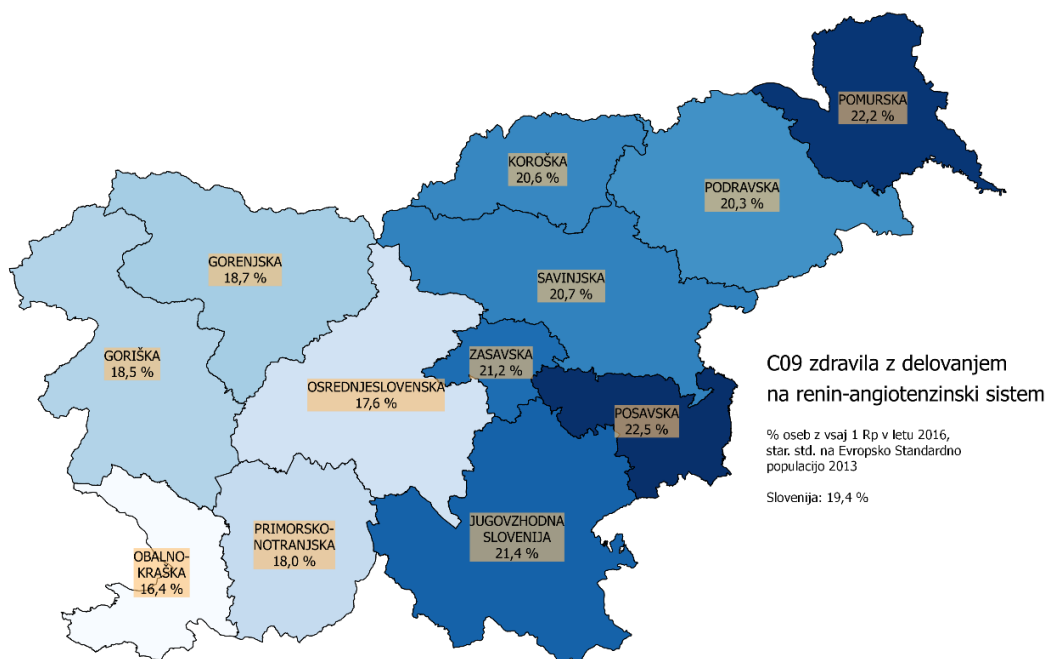 POMURSKA
22,2 %
KOROŠKA
20,6 %
PODRAVSKA
20,3 %
GORENJSKA
18,7 %
SAVINJSKA
20,7 %
GORIŠKA
18,5 %
ZASAVSKA
21,2 %
OSREDNJESLOVENSKA
17,6 %
POSAVSKA
22,5 %
C09 zdravila z delovanjem
na renin-angiotenzinski sistem
% oseb z vsaj 1 Rp v letu 2016,
star. std. na Evropsko Standardno
populacijo 2013
Slovenija: 19,4 %
JUGOVZHODNA
SLOVENIJA
21,4 %
PRIMORSKO-
NOTRANJSKA
18,0 %
OBALNO-
KRAŠKA
16,4 %